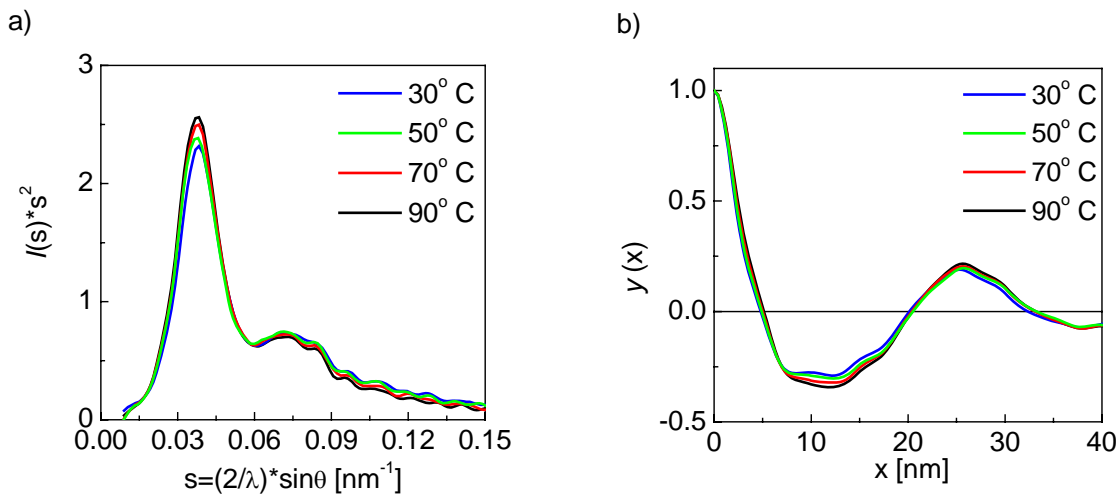 a)
3
2
1
0
0.00
0.03
0.06
0.09
0.12
0.15
I(s)*s²
s=(2/λ)*sinθ [nm⁻¹]
30° C
50° C
70° C
90° C
b)
1.0
0.5
0.0
-0.5
0
10
20
30
40
y (x)
x [nm]
30° C
50° C
70° C
90° C